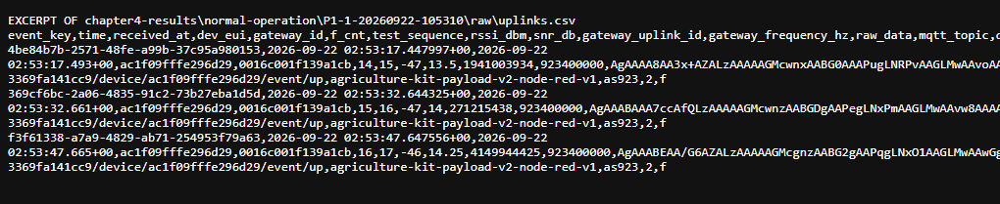 EXCERPT OF chapter4-results\normal-operation\P1-1-20260922-105310\raw\uplinks.csv
event_key,time,received_at,dev_eui,gateway_id,f_cnt,test_sequence,rssi_dbm,snr_db,gateway_uplink_id,gateway_frequency_hz,raw_data,mqtt_topic,
4be84b7b-2571-48fe-a99b-37c95a980153,2026-09-22 02:53:17.447997+00,2026-09-22
02:53:17.493+00,ac1f09fffe296d29,0016c001f139a1cb,14,15,-47,13.5,1941003934,923400000,AgAAAA8AA3x+AZALzAAAAAGMcwnxAABG0AAAPugLNRPvAAGLMwAAvoAA
3369fa141cc9/device/ac1f09fffe296d29/event/up,agriculture-kit-payload-v2-node-red-v1,as923,2,f
369cf6bc-2a06-4835-91c2-73b27eba1d5d,2026-09-22 02:53:32.644325+00,2026-09-22
02:53:32.661+00,ac1f09fffe296d29,0016c001f139a1cb,15,16,-47,14,271215438,923400000,AgAAABAAA7ccAfQLzAAAAAGMcwnzAABGDgAAPegLNxPmAAGLMwAAvw8AAAA
3369fa141cc9/device/ac1f09fffe296d29/event/up,agriculture-kit-payload-v2-node-red-v1,as923,2,f
f3f61338-a7a9-4829-ab71-254953f79a63,2026-09-22 02:53:47.647556+00,2026-09-22
02:53:47.665+00,ac1f09fffe296d29,0016c001f139a1cb,16,17,-46,14.25,4149944425,923400000,AgAAABEAA/G6AZALzAAAAAGMcgnzAABG2gAAPqgLNxO1AAGLMwAAwGg
3369fa141cc9/device/ac1f09fffe296d29/event/up,agriculture-kit-payload-v2-node-red-v1,as923,2,f